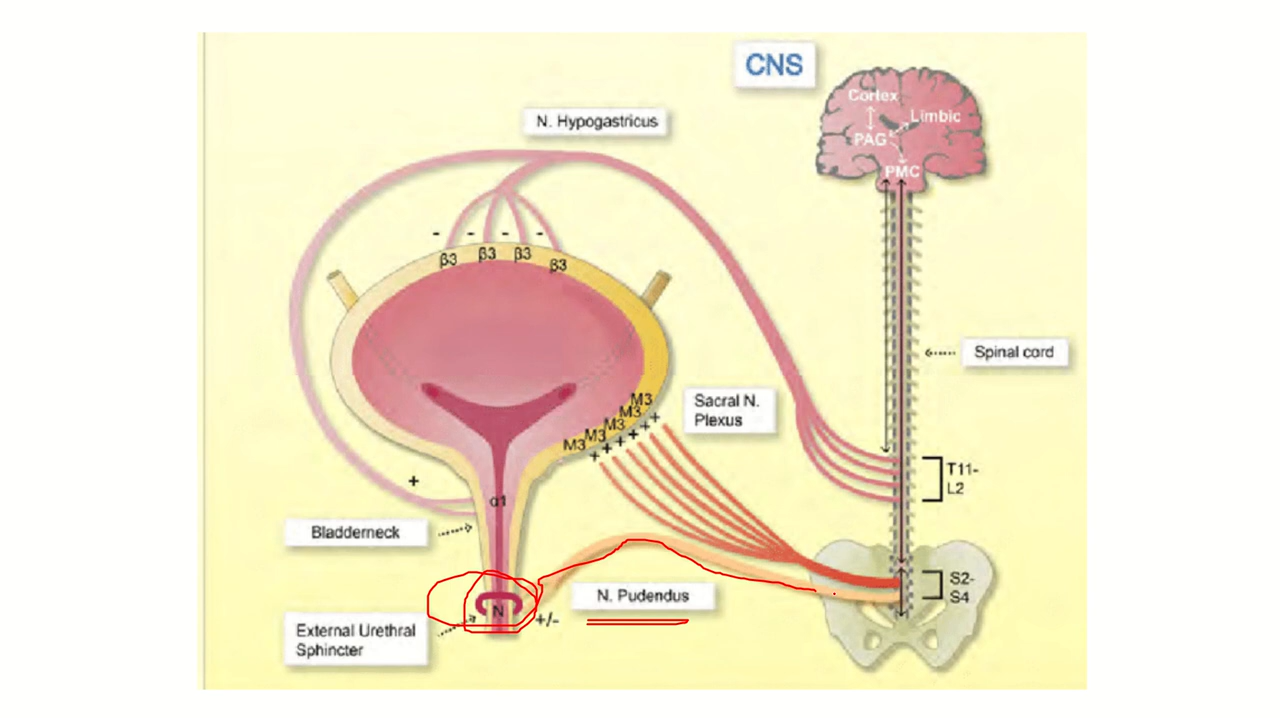 CNS
Cortex
Limbic
PAG
PMC
N. Hypogastricus
- - - -
β3 β3 β3 β3
Spinal cord
M3
M3
M3
M3
M3
+ + + + + +
Sacral N.
Plexus
T11-
L2
+
α1
Bladderneck
S2-
S4
N. Pudendus
N
+/-
External Urethral
Sphincter